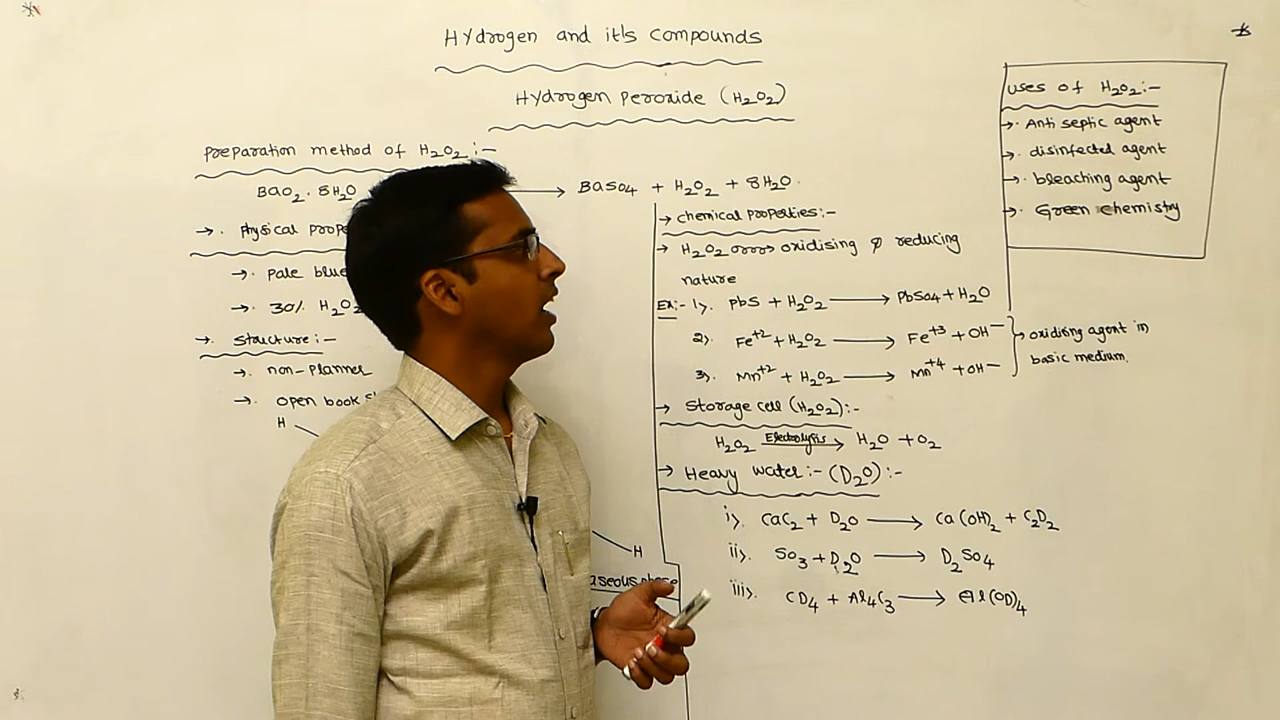 Hydrogen and it's compounds
Hydrogen peroxide (H2O2)
preparation method of H2O2 :-
BaO2 . 8H2O → BaSO4 + H2O2 + 8H2O
→ physical prope
→ pale blue
→ 30% H2O2
→ structure :-
→ non-planner
→ open book s
H
H
aseous phase
→ chemical properties :-
→ H2O2 → oxidising & reducing
nature
Ex:- 1). PbS + H2O2 → PbSO4 + H2O
2). Fe+2 + H2O2 → Fe+3 + OH–
3). Mn+2 + H2O2 → Mn+4 + OH–
→ oxidising agent in
basic medium.
→ storage cell (H2O2) :-
H2O2 Electrolysis → H2O + O2
→ Heavy water :- (D2O) :-
i). CaC2 + D2O → Ca(OH)2 + C2D2
ii). SO3 + D2O → D2SO4
iii). CD4 + Al4C3 → Al(OD)4
uses of H2O2 :-
→ Anti septic agent
→ disinfected agent
→ bleaching agent
→ Green chemistry